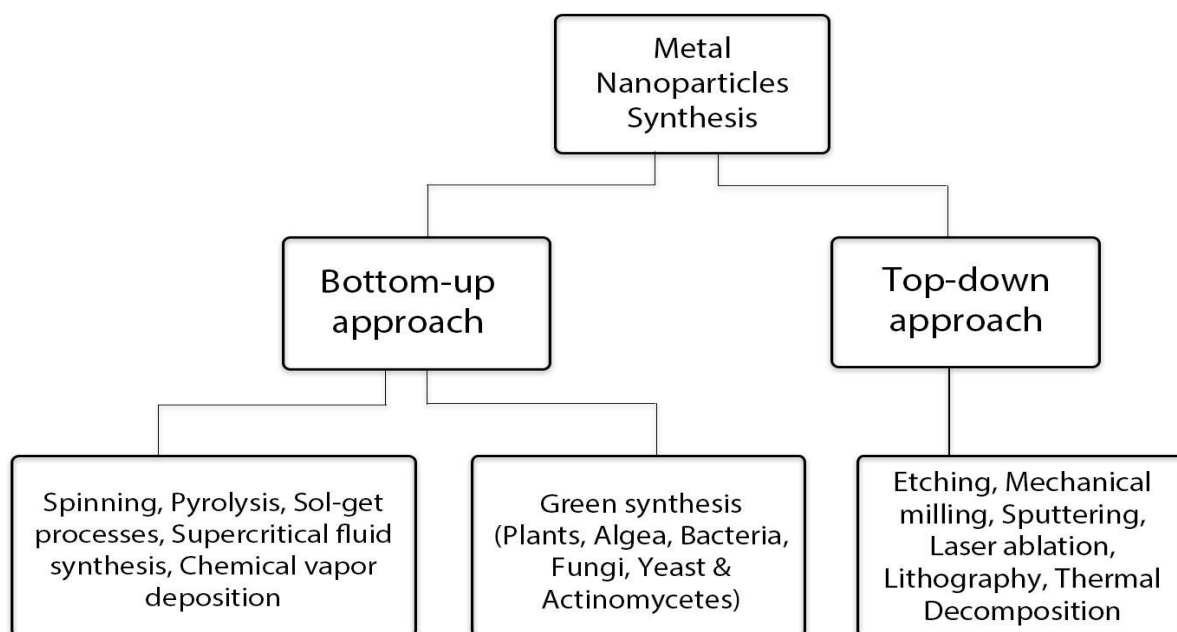 Metal
Nanoparticles
Synthesis
Bottom-up
approach
Top-down
approach
Spinning, Pyrolysis, Sol-get
processes, Supercritical fluid
synthesis, Chemical vapor
deposition
Green synthesis
(Plants, Algea, Bacteria,
Fungi, Yeast &
Actinomycetes)
Etching, Mechanical
milling, Sputtering,
Laser ablation,
Lithography, Thermal
Decomposition